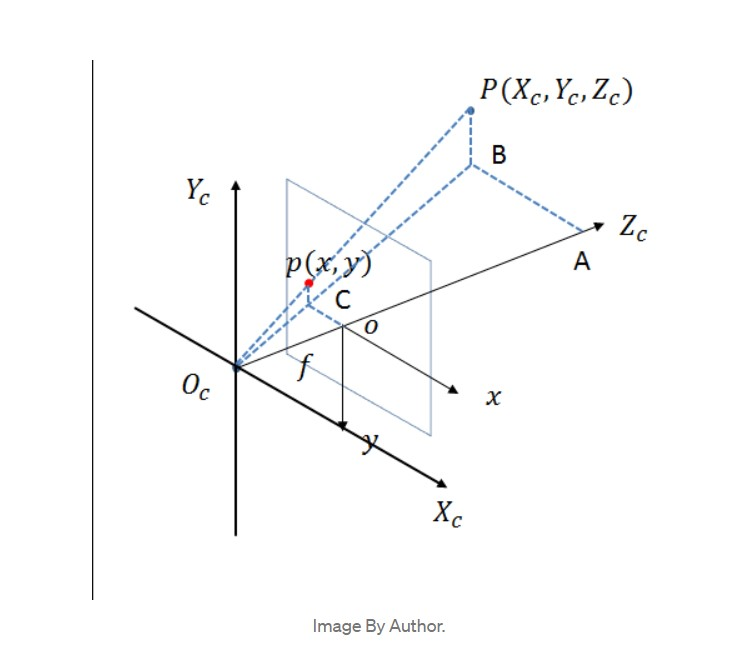 P(Xc, Yc, Zc)
B
Yc
Zc
A
p(x, y)
C
o
f
Oc
x
y
Xc
Image By Author.